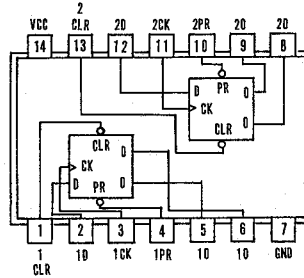 VCC 2 CLR 2D 2CK 2PR 2Q 2Q
14 13 12 11 10 9 8
D PR Q
CK
CLR Q
CLR Q
CK
D PR Q
1 2 3 4 5 6 7
1 CLR 1D 1CK 1PR 1Q 1Q GND